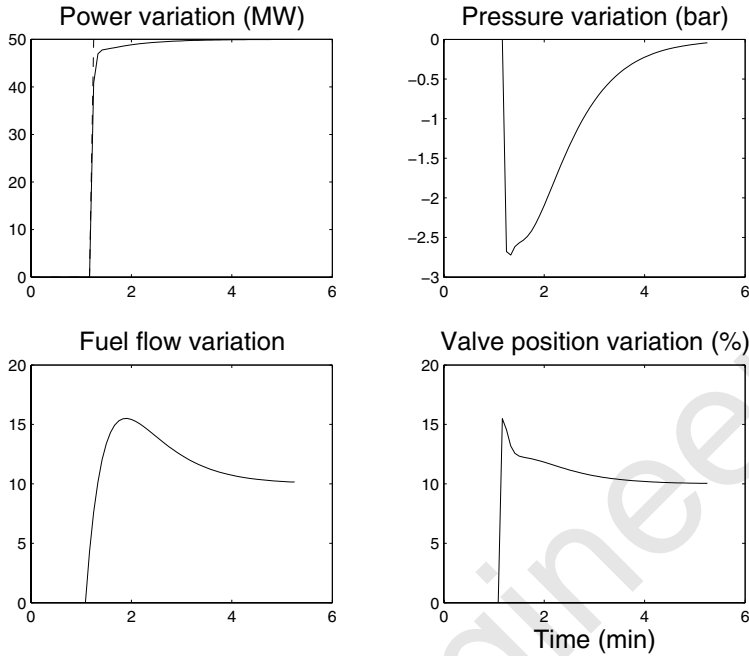 Power variation (MW)
50
40
30
20
10
0
0 2 4 6
Pressure variation (bar)
0
−0.5
−1
−1.5
−2
−2.5
−3
0 2 4 6
Fuel flow variation
20
15
10
5
0
0 2 4 6
Valve position variation (%)
20
15
10
5
0
0 2 4 6
Time (min)